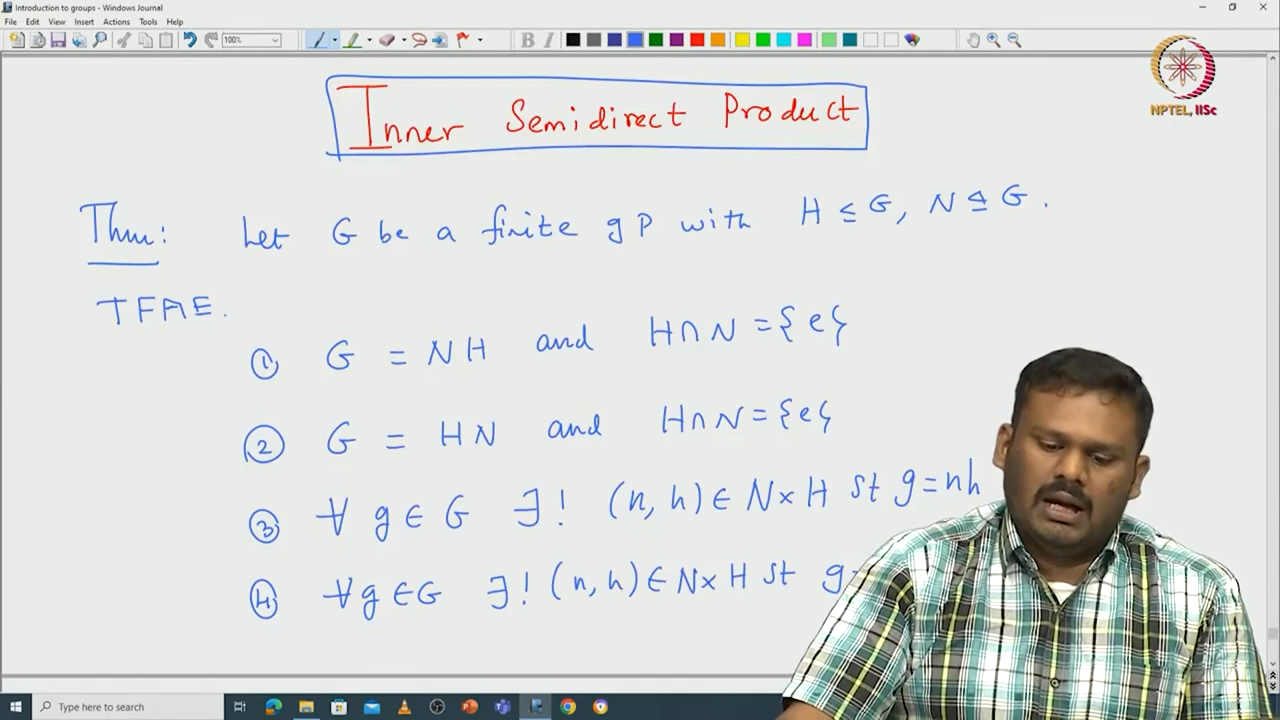 Introduction to groups - Windows Journal
File Edit View Insert Actions Tools Help
100%
B I
NPTEL, IISc
Inner Semidirect Product
Thm: Let G be a finite gp with H ≤ G, N ⊴ G.
TFAE.
① G = NH and H∩N = {e}
② G = HN and H∩N = {e}
③ ∀ g ∈ G ∃! (n, h) ∈ N×H st g = nh
④ ∀ g ∈ G ∃! (n, h) ∈ N×H st g=
Type here to search